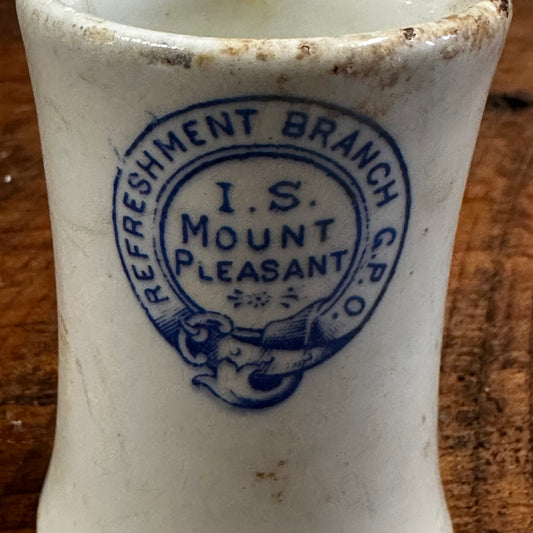 REFRESHMENT BRANCH G.P.O.
I.S.
MOUNT
PLEASANT